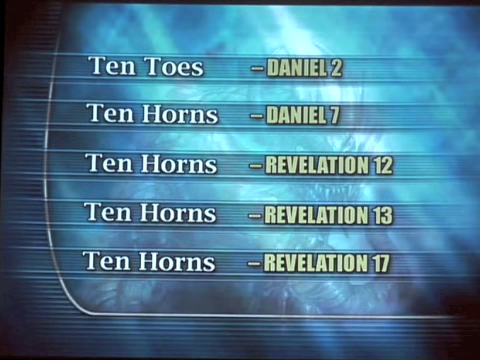 Ten Toes – DANIEL 2
Ten Horns – DANIEL 7
Ten Horns – REVELATION 12
Ten Horns – REVELATION 13
Ten Horns – REVELATION 17